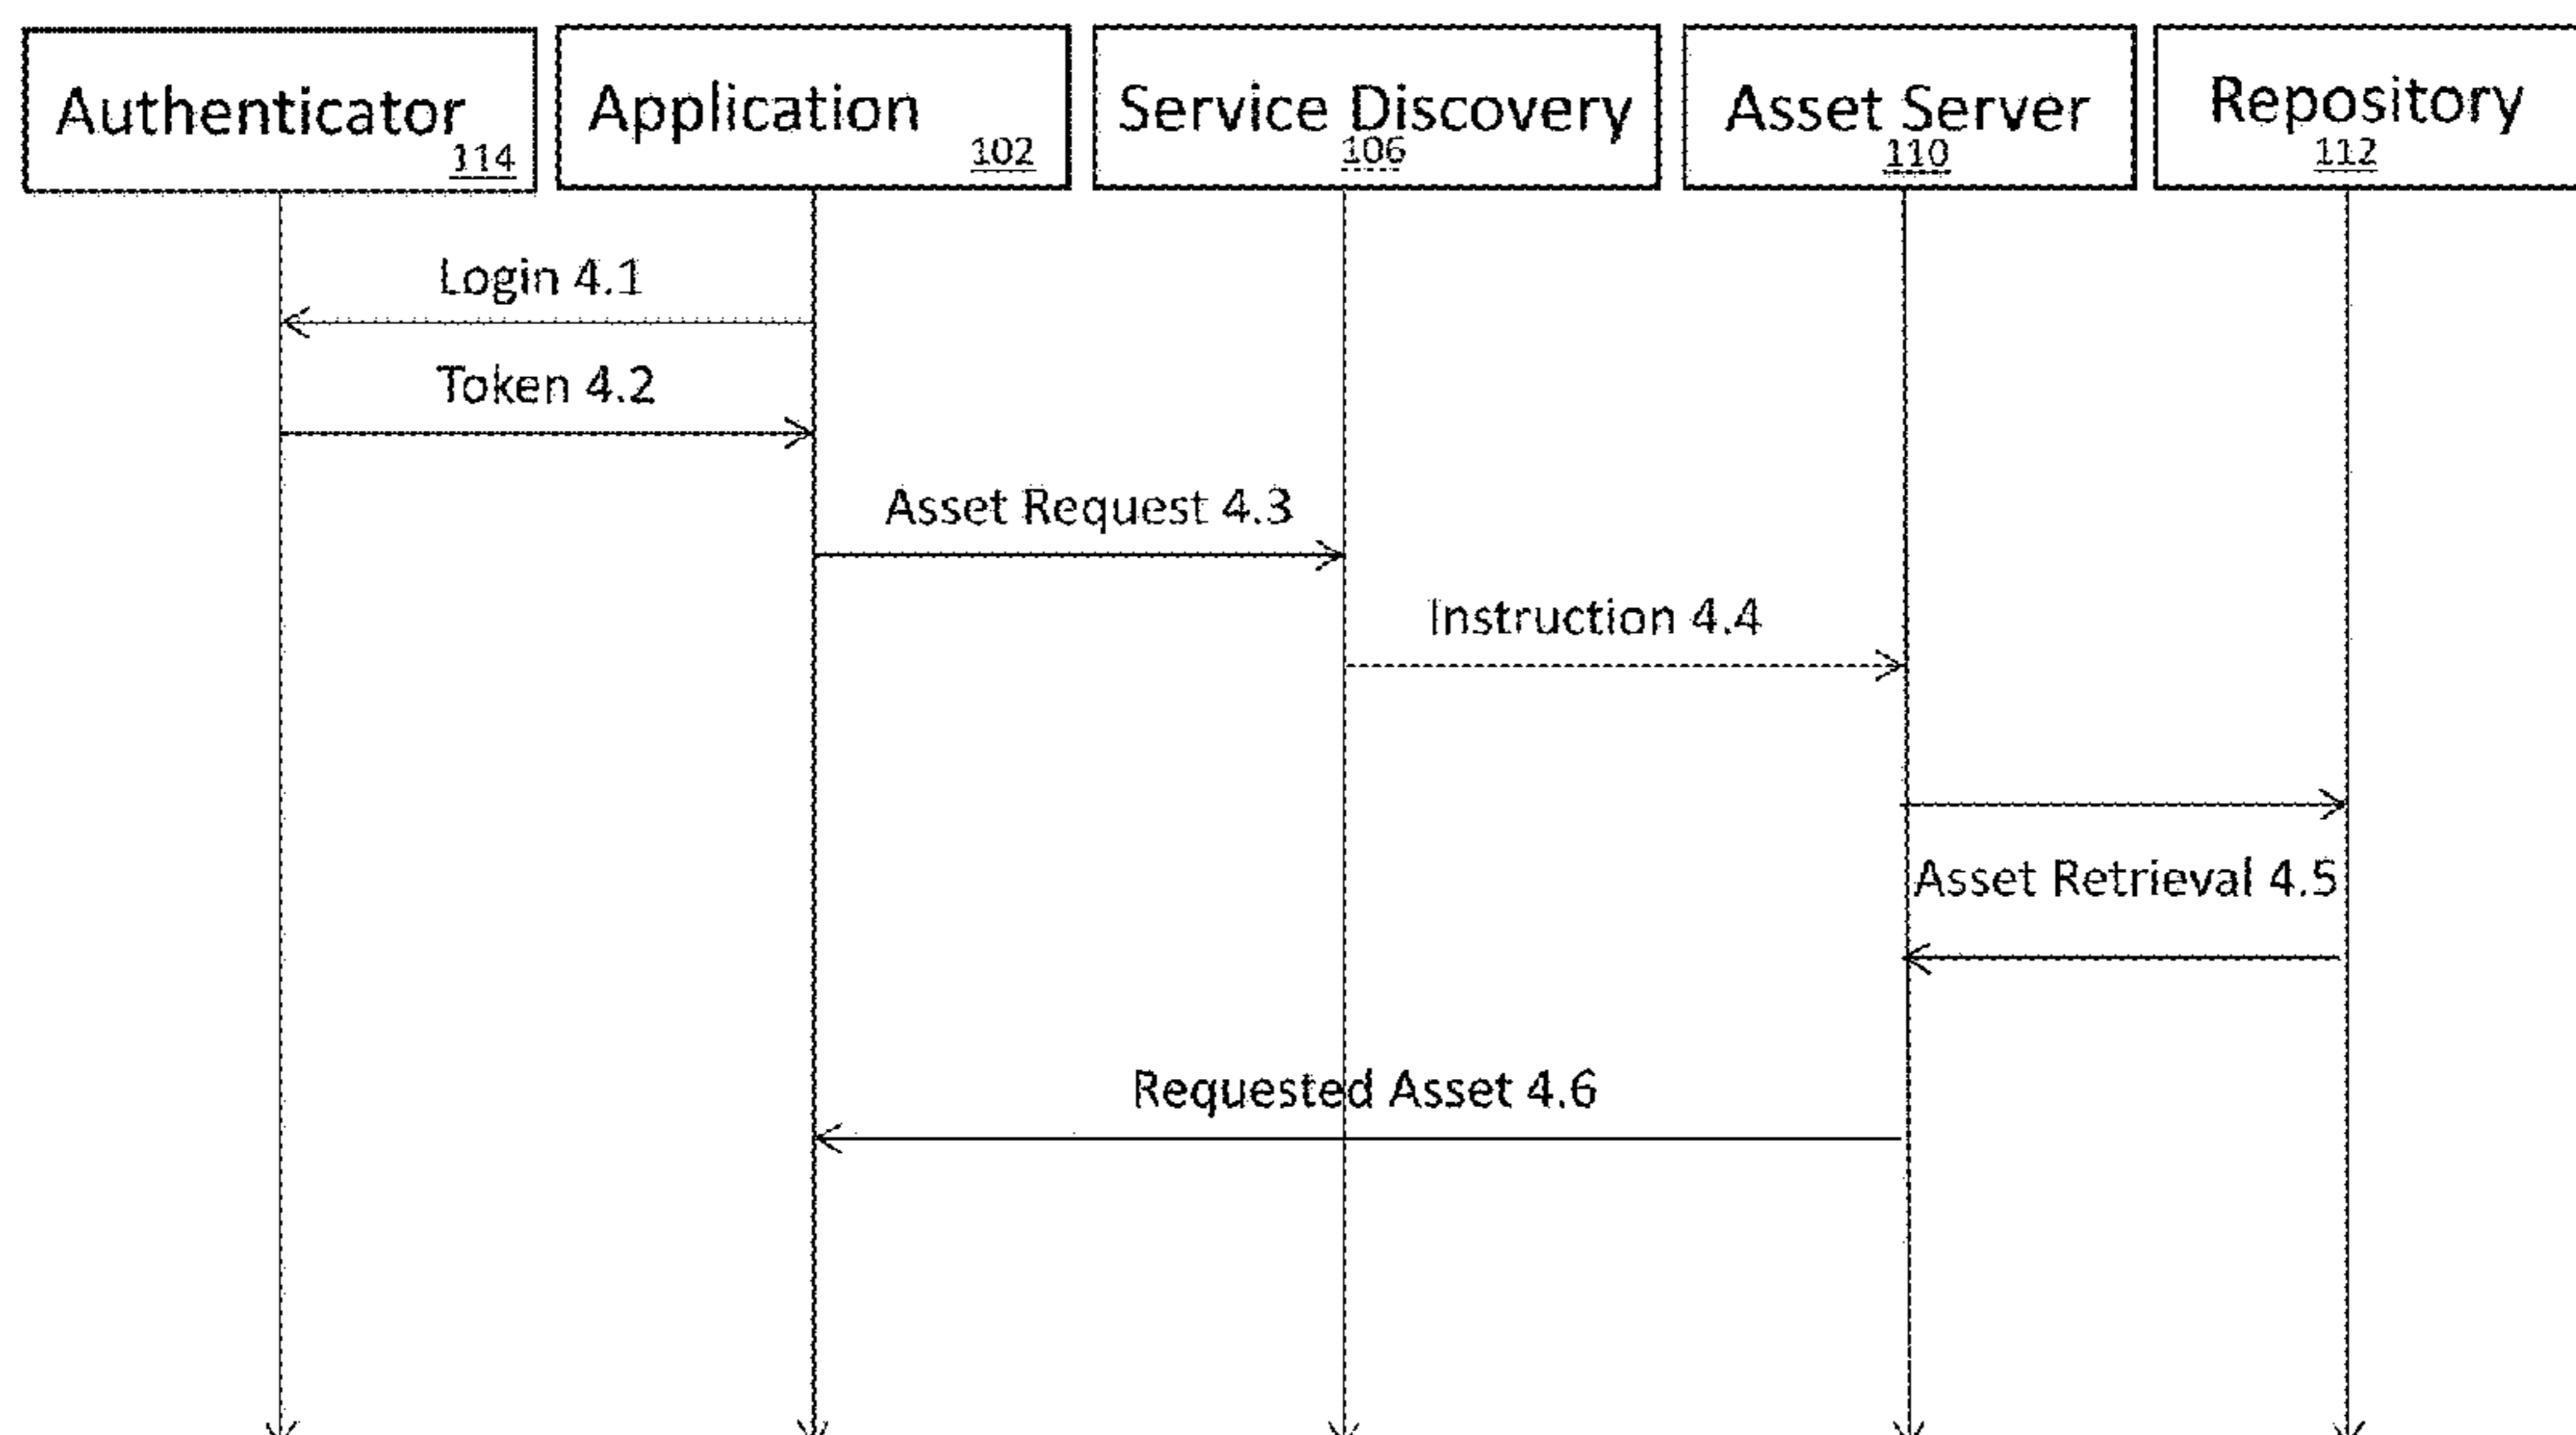 Authenticator
114
Application
102
Service Discovery
106
Asset Server
110
Repository
112
Login 4.1
Token 4.2
Asset Request 4.3
Instruction 4.4
Asset Retrieval 4.5
Requested Asset 4.6